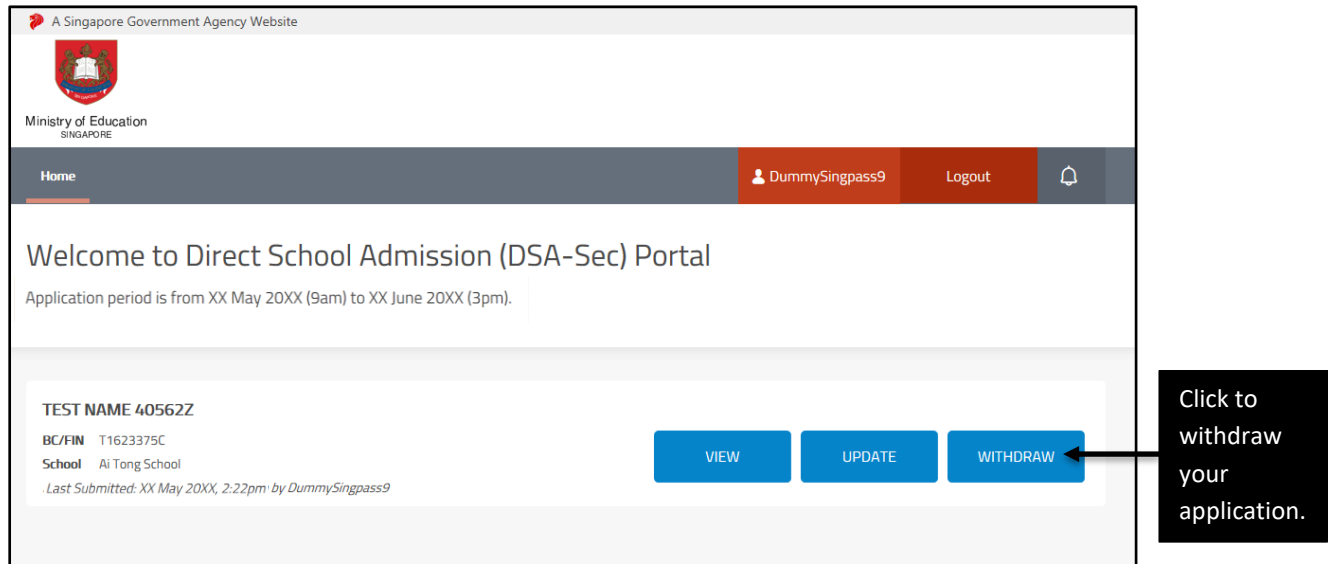 A Singapore Government Agency Website
Ministry of Education
SINGAPORE
Home
DummySingpass9
Logout
Welcome to Direct School Admission (DSA-Sec) Portal
Application period is from XX May 20XX (9am) to XX June 20XX (3pm).
TEST NAME 40562Z
BC/FIN T1623375C
School Ai Tong School
Last Submitted: XX May 20XX, 2:22pm by DummySingpass9
VIEW
UPDATE
WITHDRAW
Click to
withdraw
your
application.